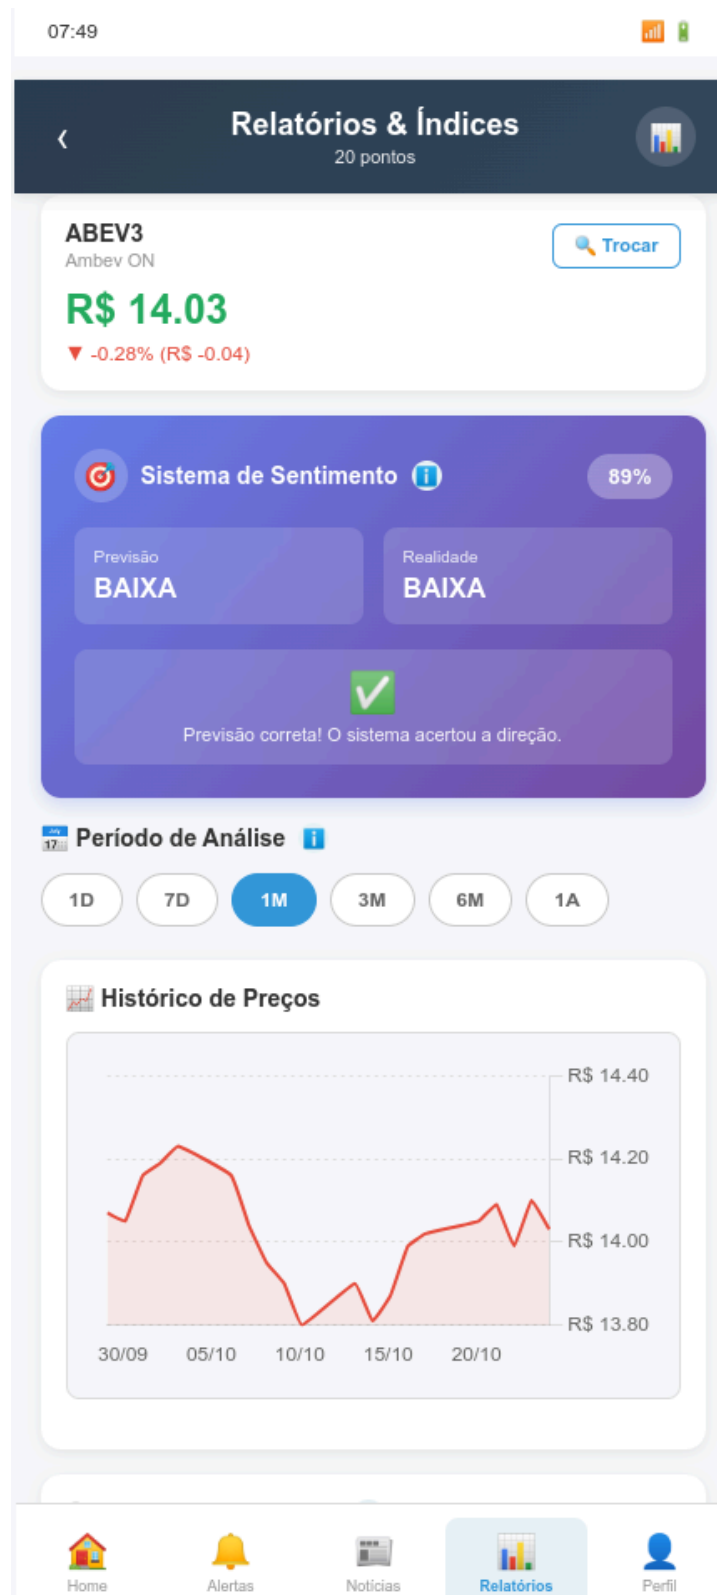 07:49
Relatórios & Índices
20 pontos
ABEV3
Ambev ON
Trocar
R$ 14.03
▼ -0.28% (R$ -0.04)
Sistema de Sentimento
89%
Previsão
BAIXA
Realidade
BAIXA
Previsão correta! O sistema acertou a direção.
Período de Análise
1D 7D 1M 3M 6M 1A
Histórico de Preços
R$ 14.40
R$ 14.20
R$ 14.00
R$ 13.80
30/09 05/10 10/10 15/10 20/10
Home Alertas Notícias Relatórios Perfil